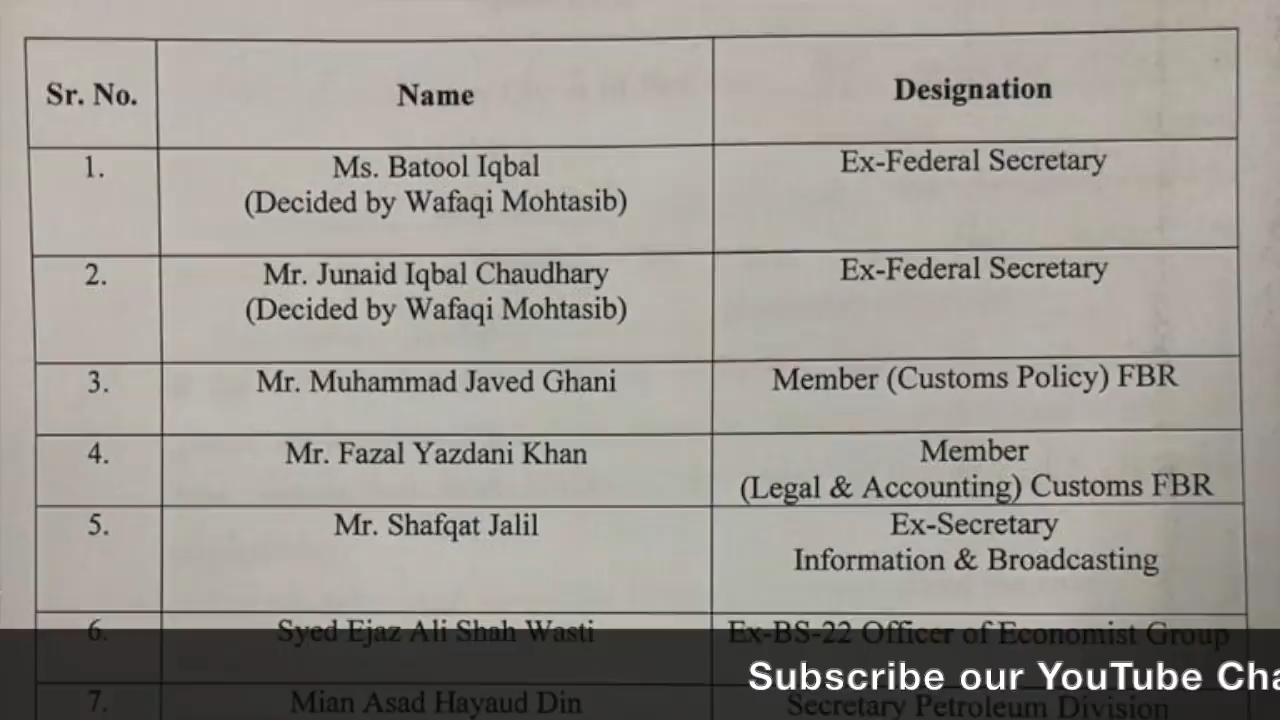 Sr. No. Name Designation
1. Ms. Batool Iqbal Ex-Federal Secretary
(Decided by Wafaqi Mohtasib)
2. Mr. Junaid Iqbal Chaudhary Ex-Federal Secretary
(Decided by Wafaqi Mohtasib)
3. Mr. Muhammad Javed Ghani Member (Customs Policy) FBR
4. Mr. Fazal Yazdani Khan Member
(Legal & Accounting) Customs FBR
5. Mr. Shafqat Jalil Ex-Secretary
Information & Broadcasting
6. Syed Ejaz Ali Shah Wasti Ex-BS-22 Officer of Economist Group
Subscribe our YouTube Cha
7. Mian Asad Hayaud Din Secretary Petroleum Division